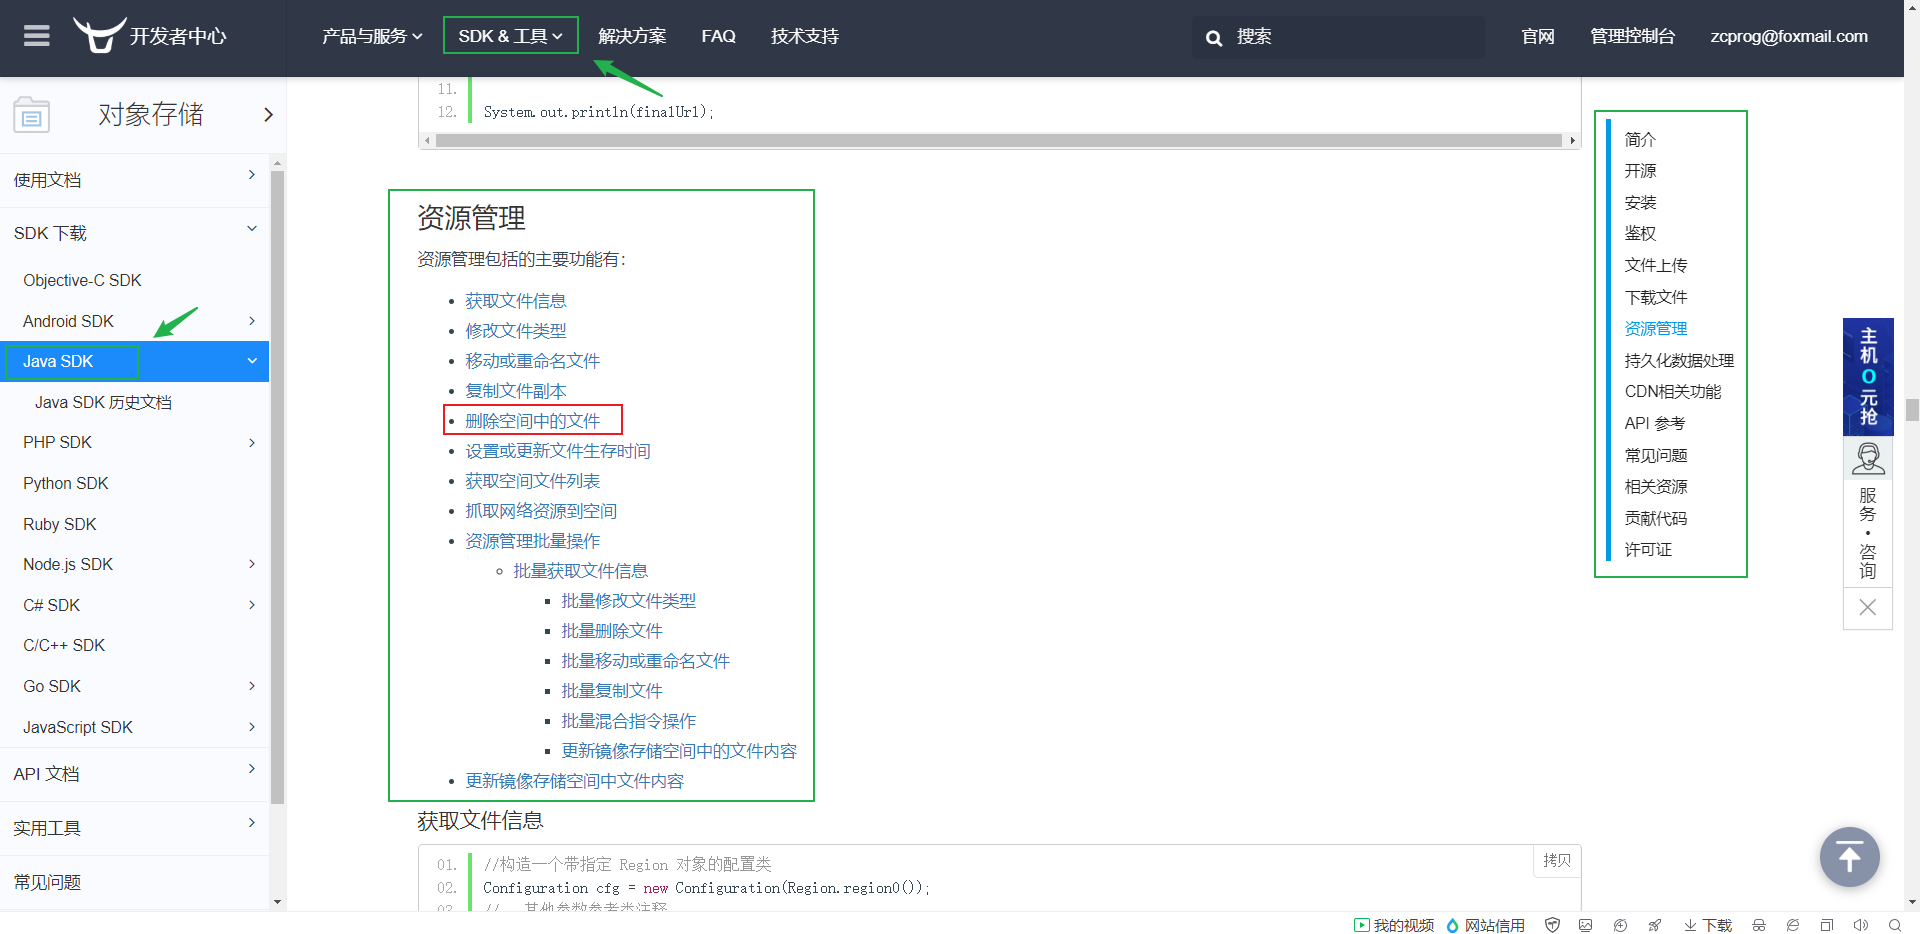 开发者中心
产品与服务
SDK & 工具
解决方案
FAQ
技术支持
搜索
官网
管理控制台
zcprog@foxmail.com
对象存储
使用文档
SDK 下载
Objective-C SDK
Android SDK
Java SDK
Java SDK 历史文档
PHP SDK
Python SDK
Ruby SDK
Node.js SDK
C# SDK
C/C++ SDK
Go SDK
JavaScript SDK
API 文档
实用工具
常见问题
11.
12. System.out.println(finalUrl);
资源管理
资源管理包括的主要功能有：
获取文件信息
修改文件类型
移动或重命名文件
复制文件副本
删除空间中的文件
设置或更新文件生存时间
获取空间文件列表
抓取网络资源到空间
资源管理批量操作
批量获取文件信息
批量修改文件类型
批量删除文件
批量移动或重命名文件
批量复制文件
批量混合指令操作
更新镜像存储空间中的文件内容
更新镜像存储空间中文件内容
获取文件信息
01. //构造一个带指定 Region 对象的配置类
拷贝
02. Configuration cfg = new Configuration(Region.region0());
03. //...其他参数参考类注释
简介
开源
安装
鉴权
文件上传
下载文件
资源管理
持久化数据处理
CDN相关功能
API 参考
常见问题
相关资源
贡献代码
许可证
主机0元抢
服务·咨询
我的视频
网站信用
下载